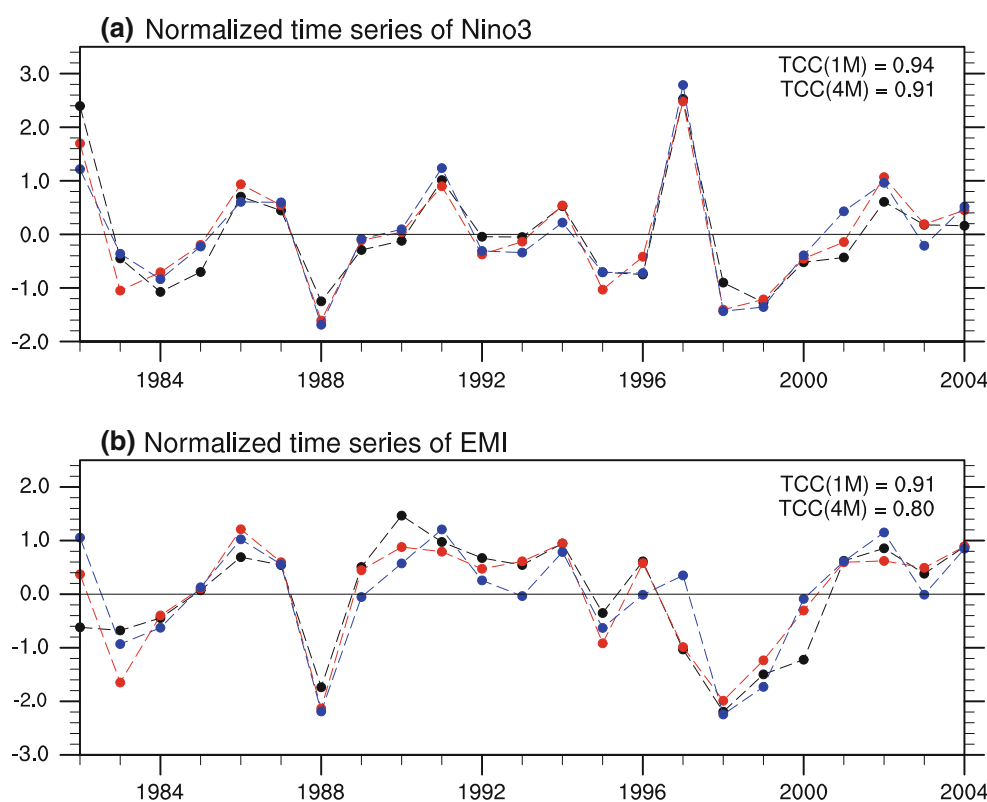 (a) Normalized time series of Nino3
TCC(1M) = 0.94
TCC(4M) = 0.91
3.0
2.0
1.0
0.0
-1.0
-2.0
1984 1988 1992 1996 2000 2004
(b) Normalized time series of EMI
TCC(1M) = 0.91
TCC(4M) = 0.80
2.0
1.0
0.0
-1.0
-2.0
-3.0
1984 1988 1992 1996 2000 2004